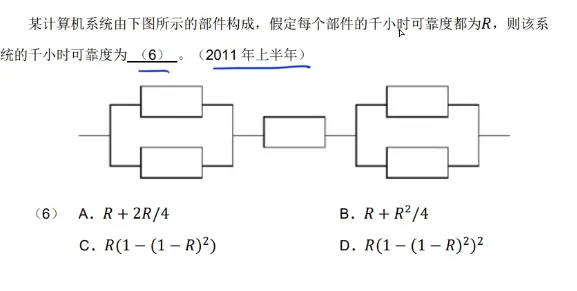 某计算机系统由下图所示的部件构成，假定每个部件的千小时可靠度都为R，则该系
统的千小时可靠度为 （6） 。（2011 年上半年）
（6） A. R + 2R/4 B. R + R²/4
C. R(1 − (1 − R)²) D. R(1 − (1 − R)²)²